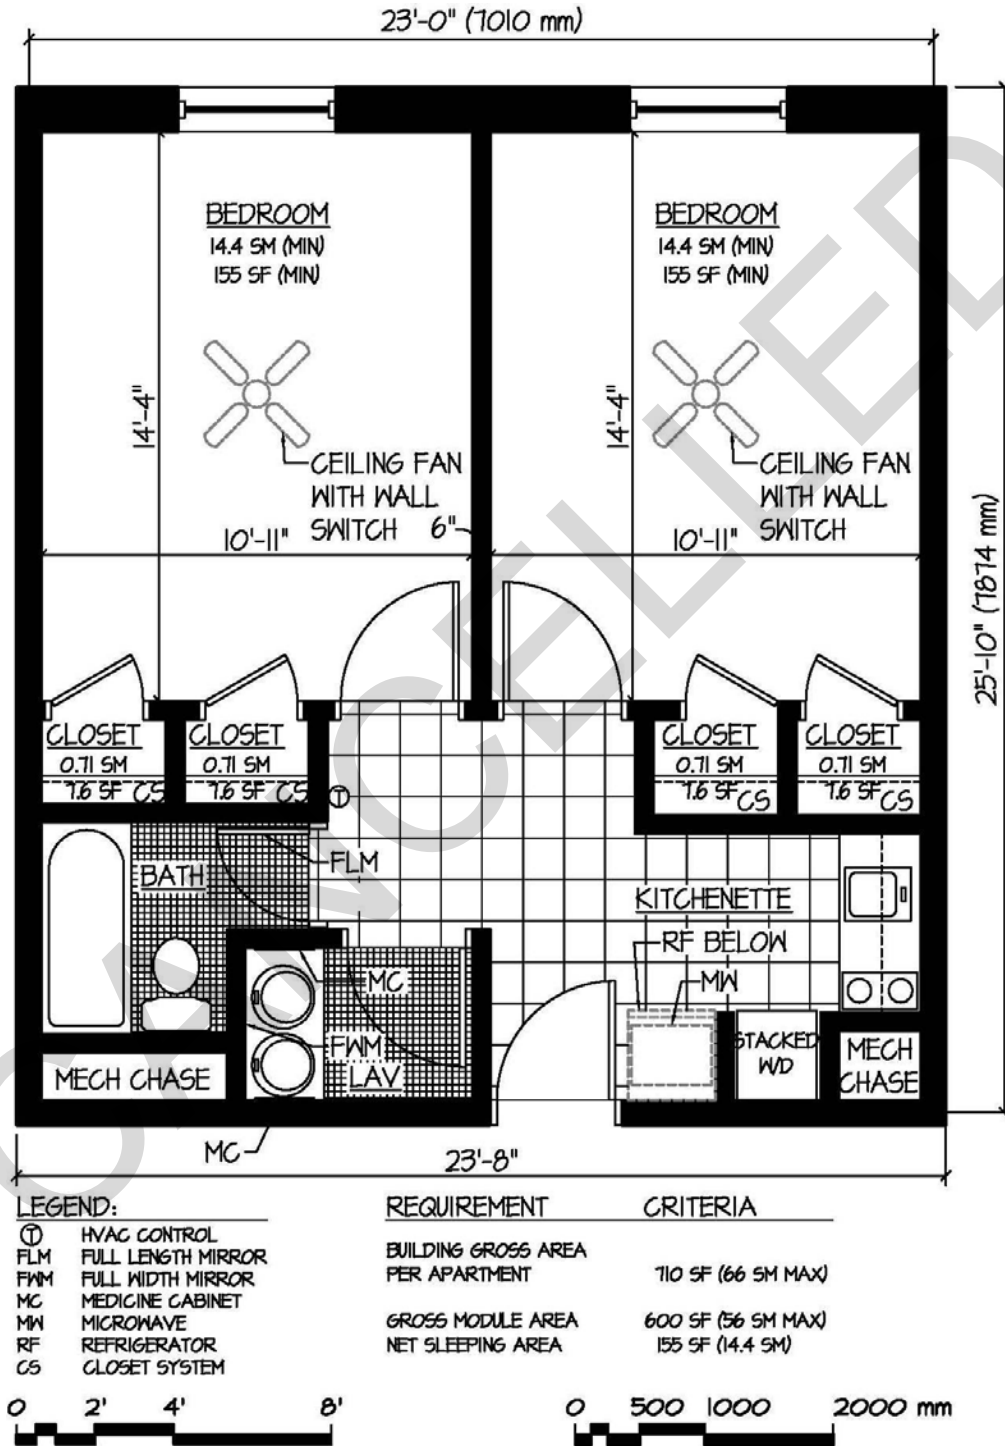 23'-0" (7010 mm)
BEDROOM
14.4 SM (MIN)
155 SF (MIN)
BEDROOM
14.4 SM (MIN)
155 SF (MIN)
14'-4"
14'-4"
CEILING FAN
WITH WALL
SWITCH
6"
CEILING FAN
WITH WALL
SWITCH
10'-11"
10'-11"
25'-10" (7874 mm)
CLOSET
0.71 SM
7.6 SF
CS
CLOSET
0.71 SM
7.6 SF
CS
CLOSET
0.71 SM
7.6 SF
CS
CLOSET
0.71 SM
7.6 SF
CS
T
FLM
BATH
KITCHENETTE
RF BELOW
MC
MW
FWM
LAV
STACKED
W/D
MECH
CHASE
MECH CHASE
MC
23'-8"
LEGEND:
T HVAC CONTROL
FLM FULL LENGTH MIRROR
FWM FULL WIDTH MIRROR
MC MEDICINE CABINET
MW MICROWAVE
RF REFRIGERATOR
CS CLOSET SYSTEM
REQUIREMENT CRITERIA
BUILDING GROSS AREA
PER APARTMENT 710 SF (66 SM MAX)
GROSS MODULE AREA 600 SF (56 SM MAX)
NET SLEEPING AREA 155 SF (14.4 SM)
0 2' 4' 8'
0 500 1000 2000 mm
CANCELLED